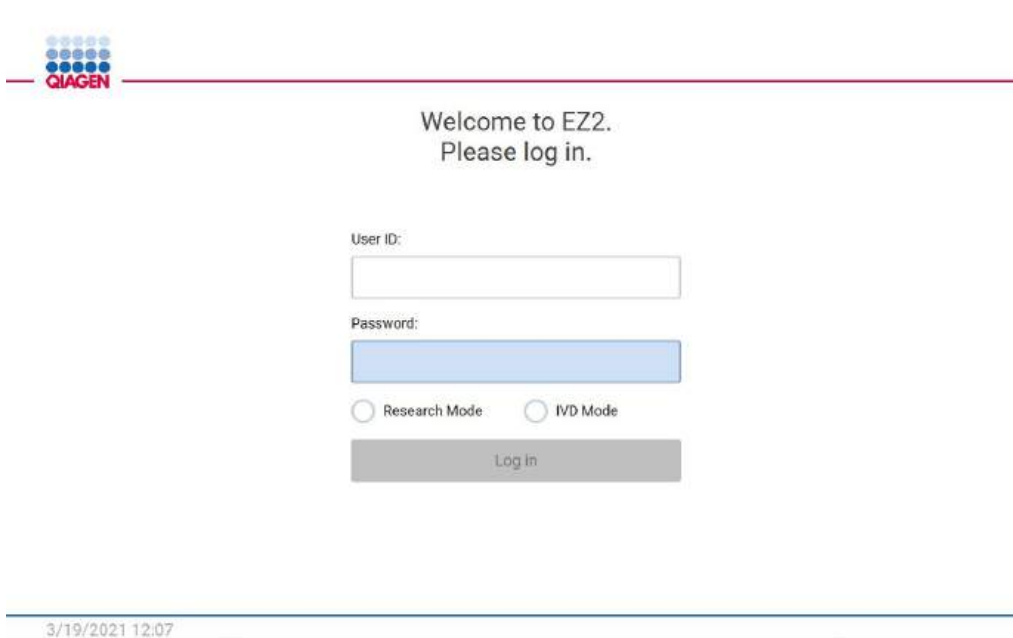 QIAGEN
Welcome to EZ2.
Please log in.
User ID:
Password:
Research Mode IVD Mode
Log in
3/19/2021 12:07